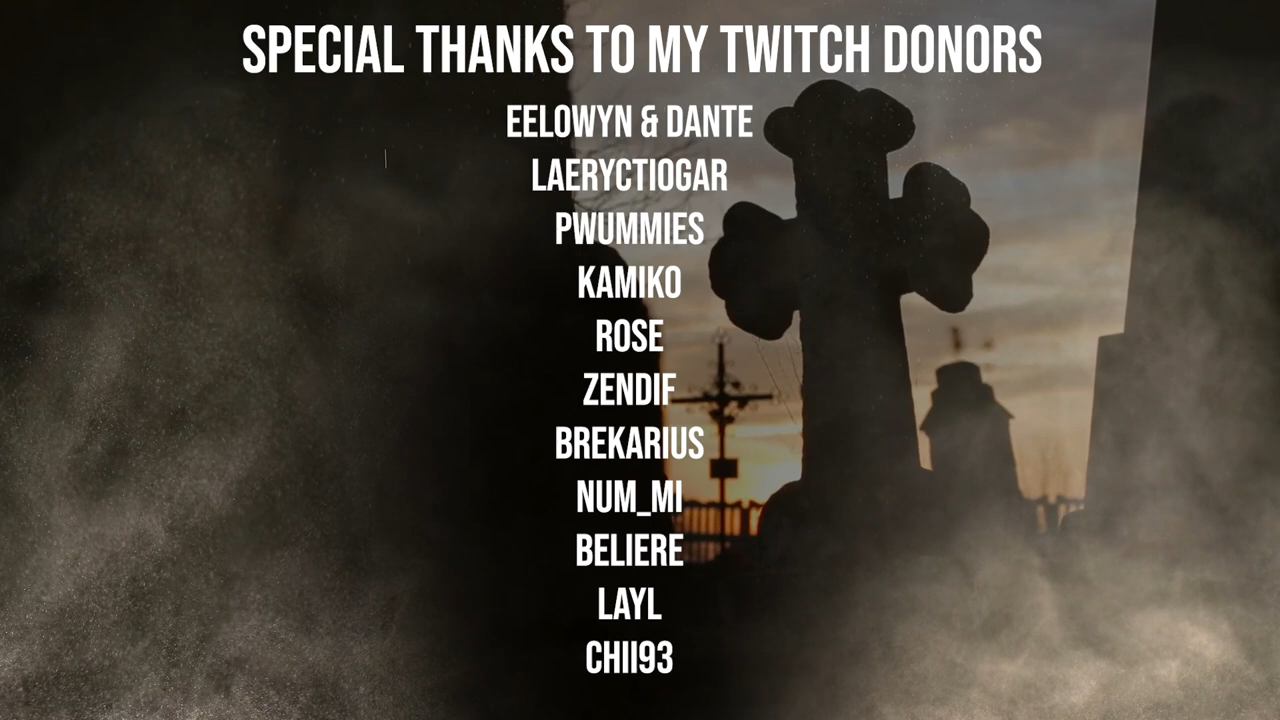 SPECIAL THANKS TO MY TWITCH DONORS
EELOWYN & DANTE
LAERYCTIOGAR
PWUMMIES
KAMIKO
ROSE
ZENDIF
BREKARIUS
NUM_MI
BELIERE
LAYL
CHII93